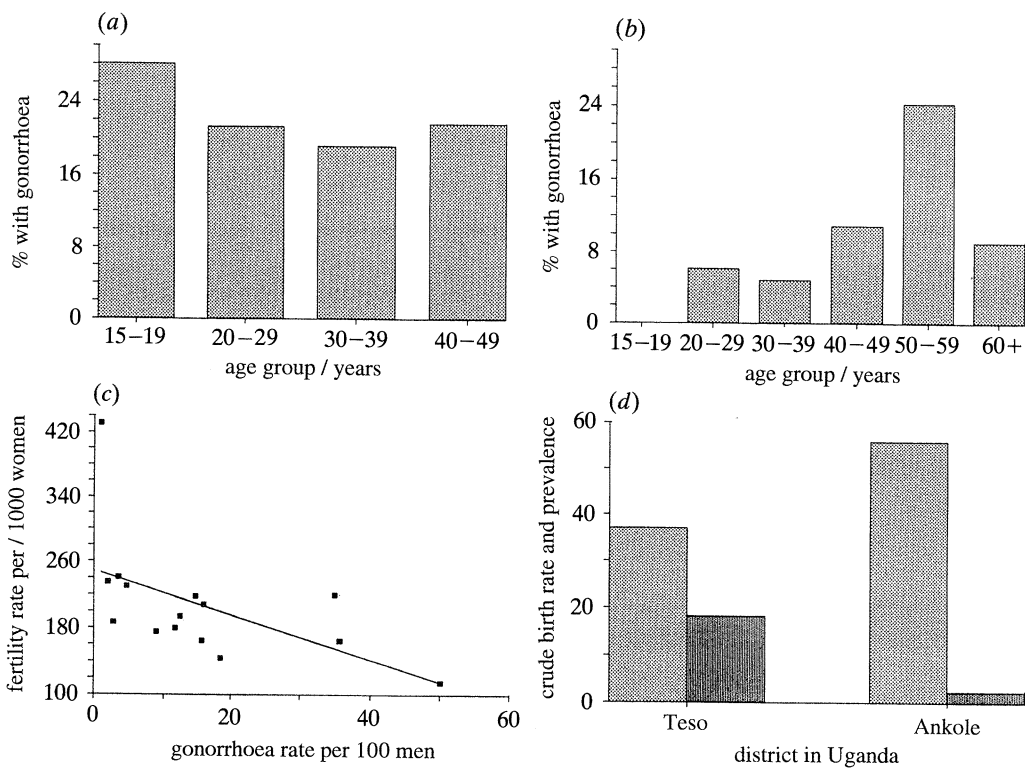 (a)
% with gonorrhoea
24
16
8
0
15–19 20–29 30–39 40–49
age group / years
(b)
% with gonorrhoea
24
16
8
0
15–19 20–29 30–39 40–49 50–59 60+
age group / years
(c)
fertility rate per / 1000 women
420
340
260
180
100
0 20 40 60
gonorrhoea rate per 100 men
(d)
crude birth rate and prevalence
60
40
20
0
Teso Ankole
district in Uganda